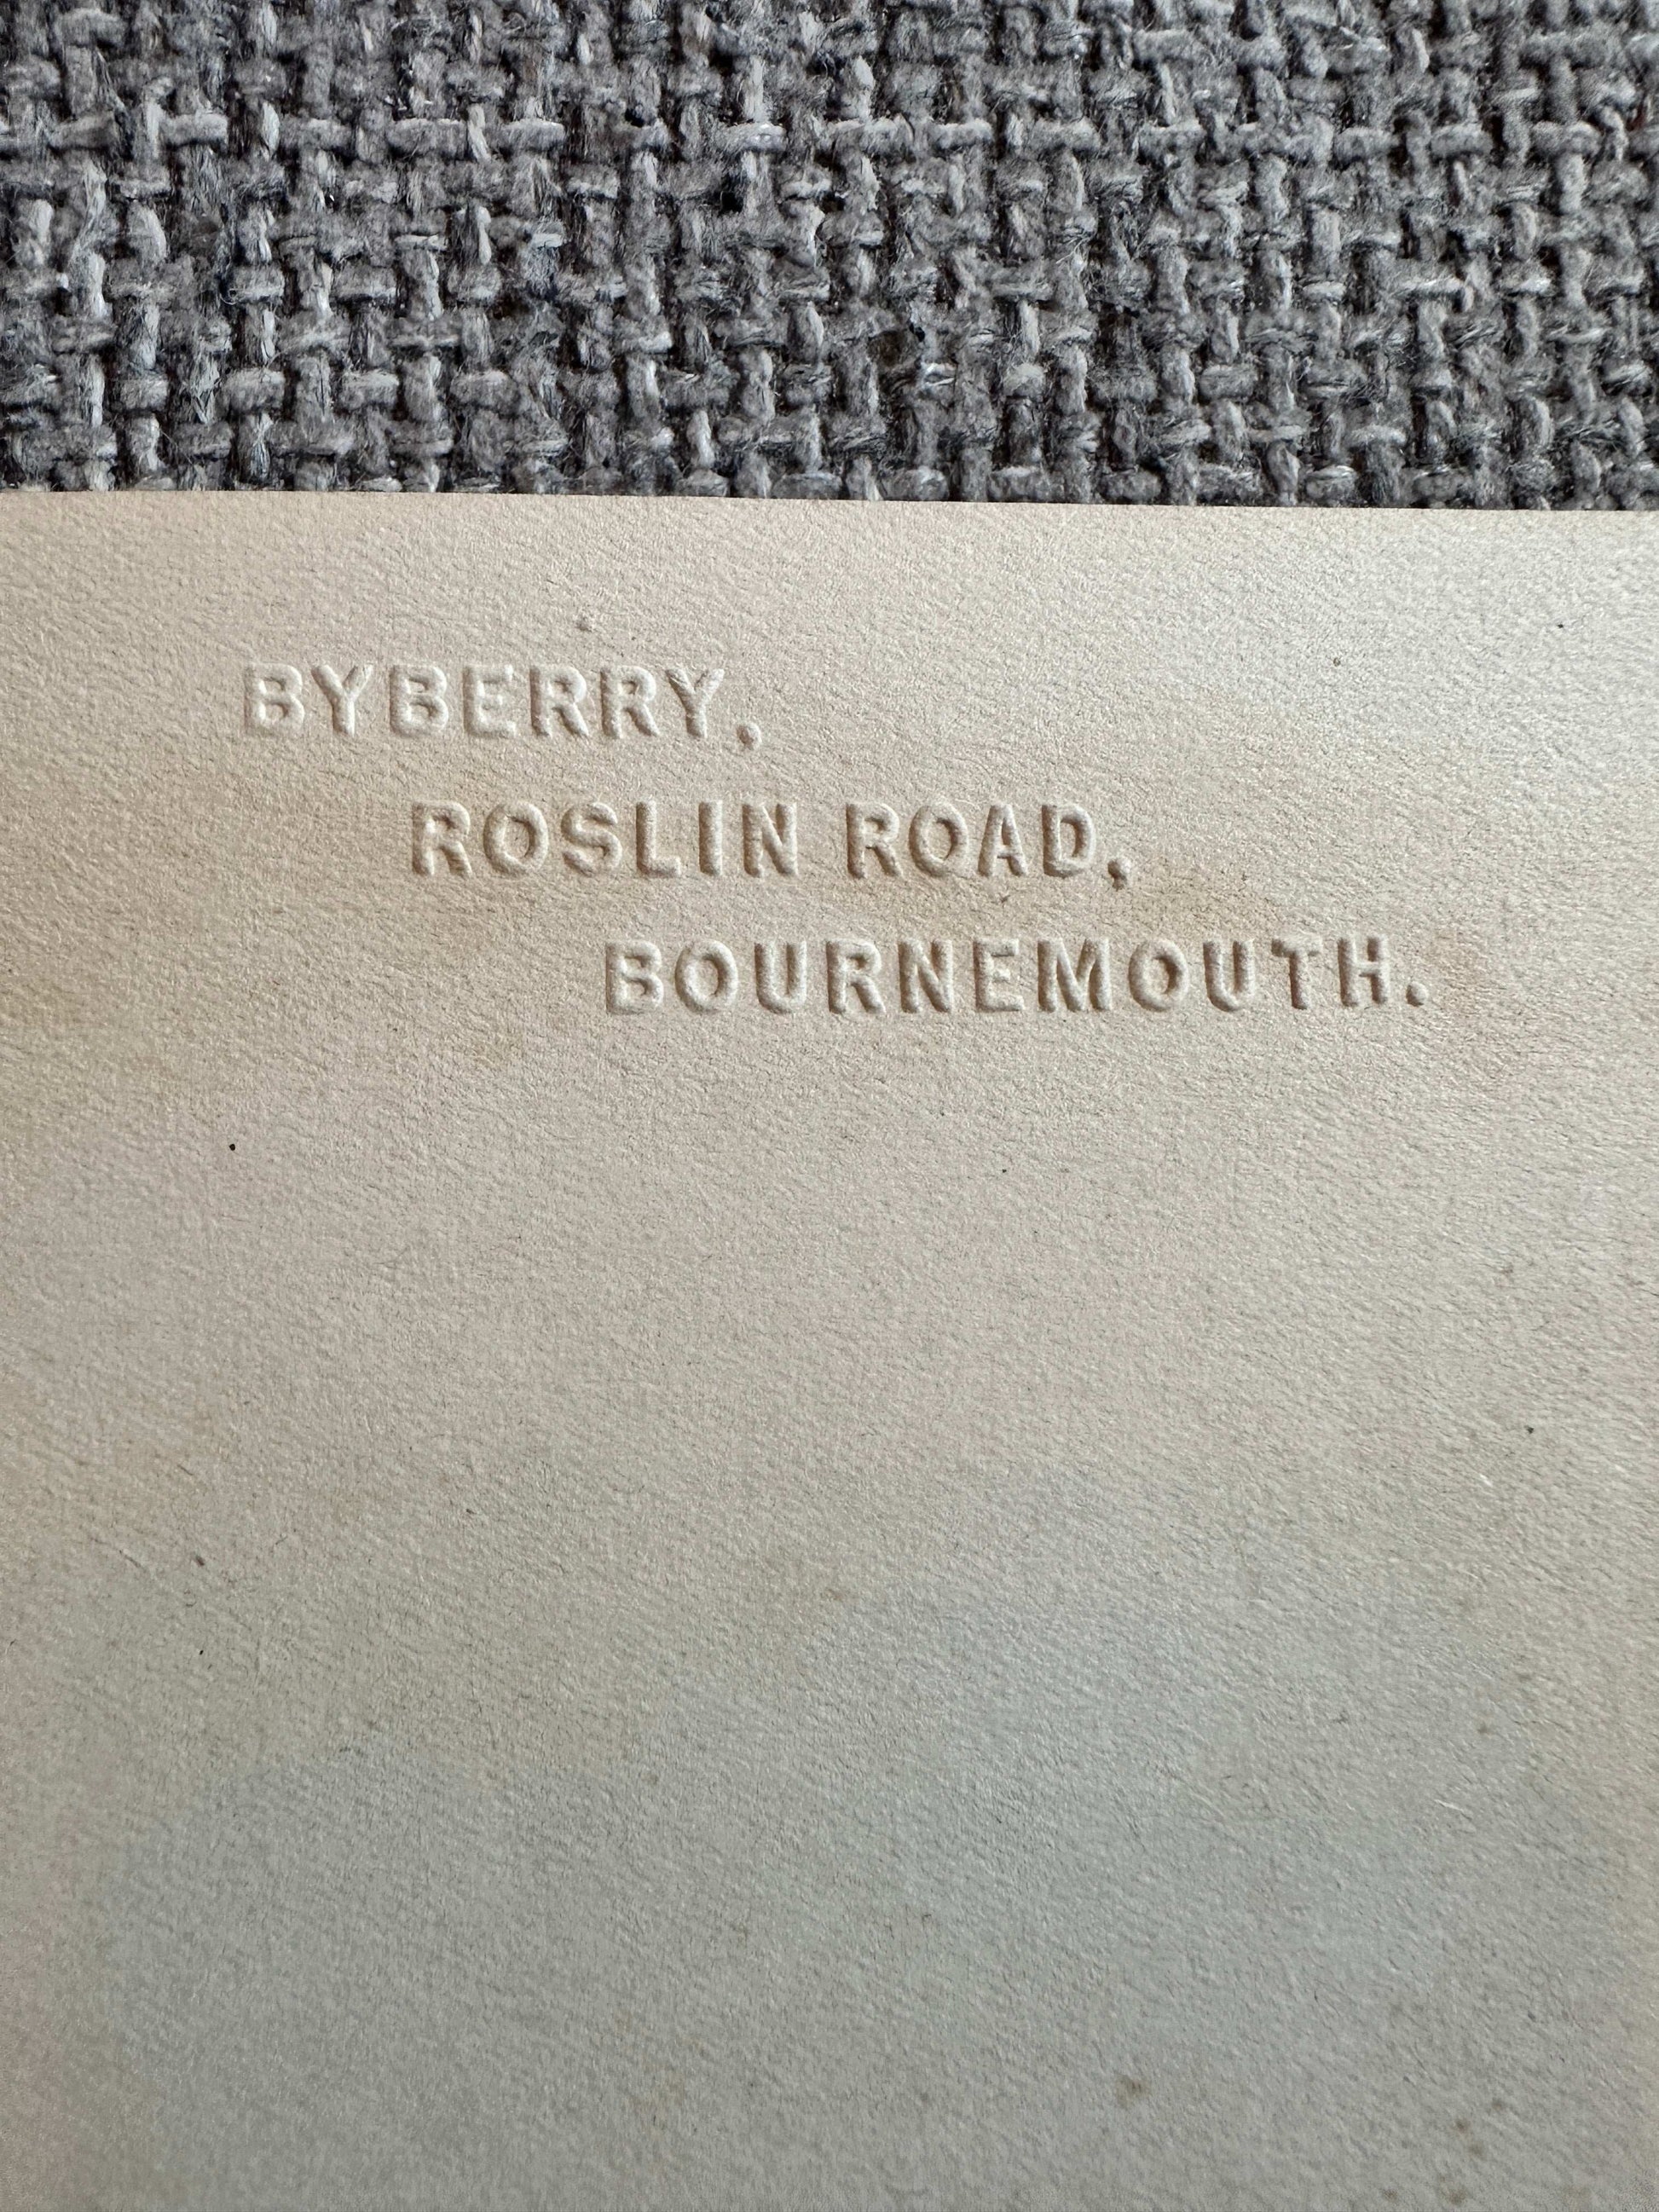 BYBERRY,
ROSLIN ROAD,
BOURNEMOUTH.